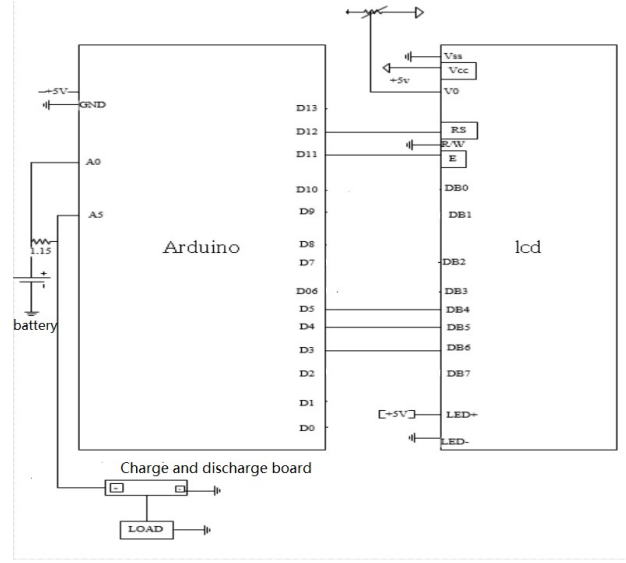 +5V
GND
A0
A5
1.15
+
battery
Arduino
D13
D12
D11
D10
D9
D8
D7
D06
D5
D4
D3
D2
D1
D0
+5v
Vss
Vcc
V0
RS
R/W
E
DB0
DB1
DB2
DB3
DB4
DB5
DB6
DB7
[+5V]
LED+
LED-
lcd
Charge and discharge board
LOAD